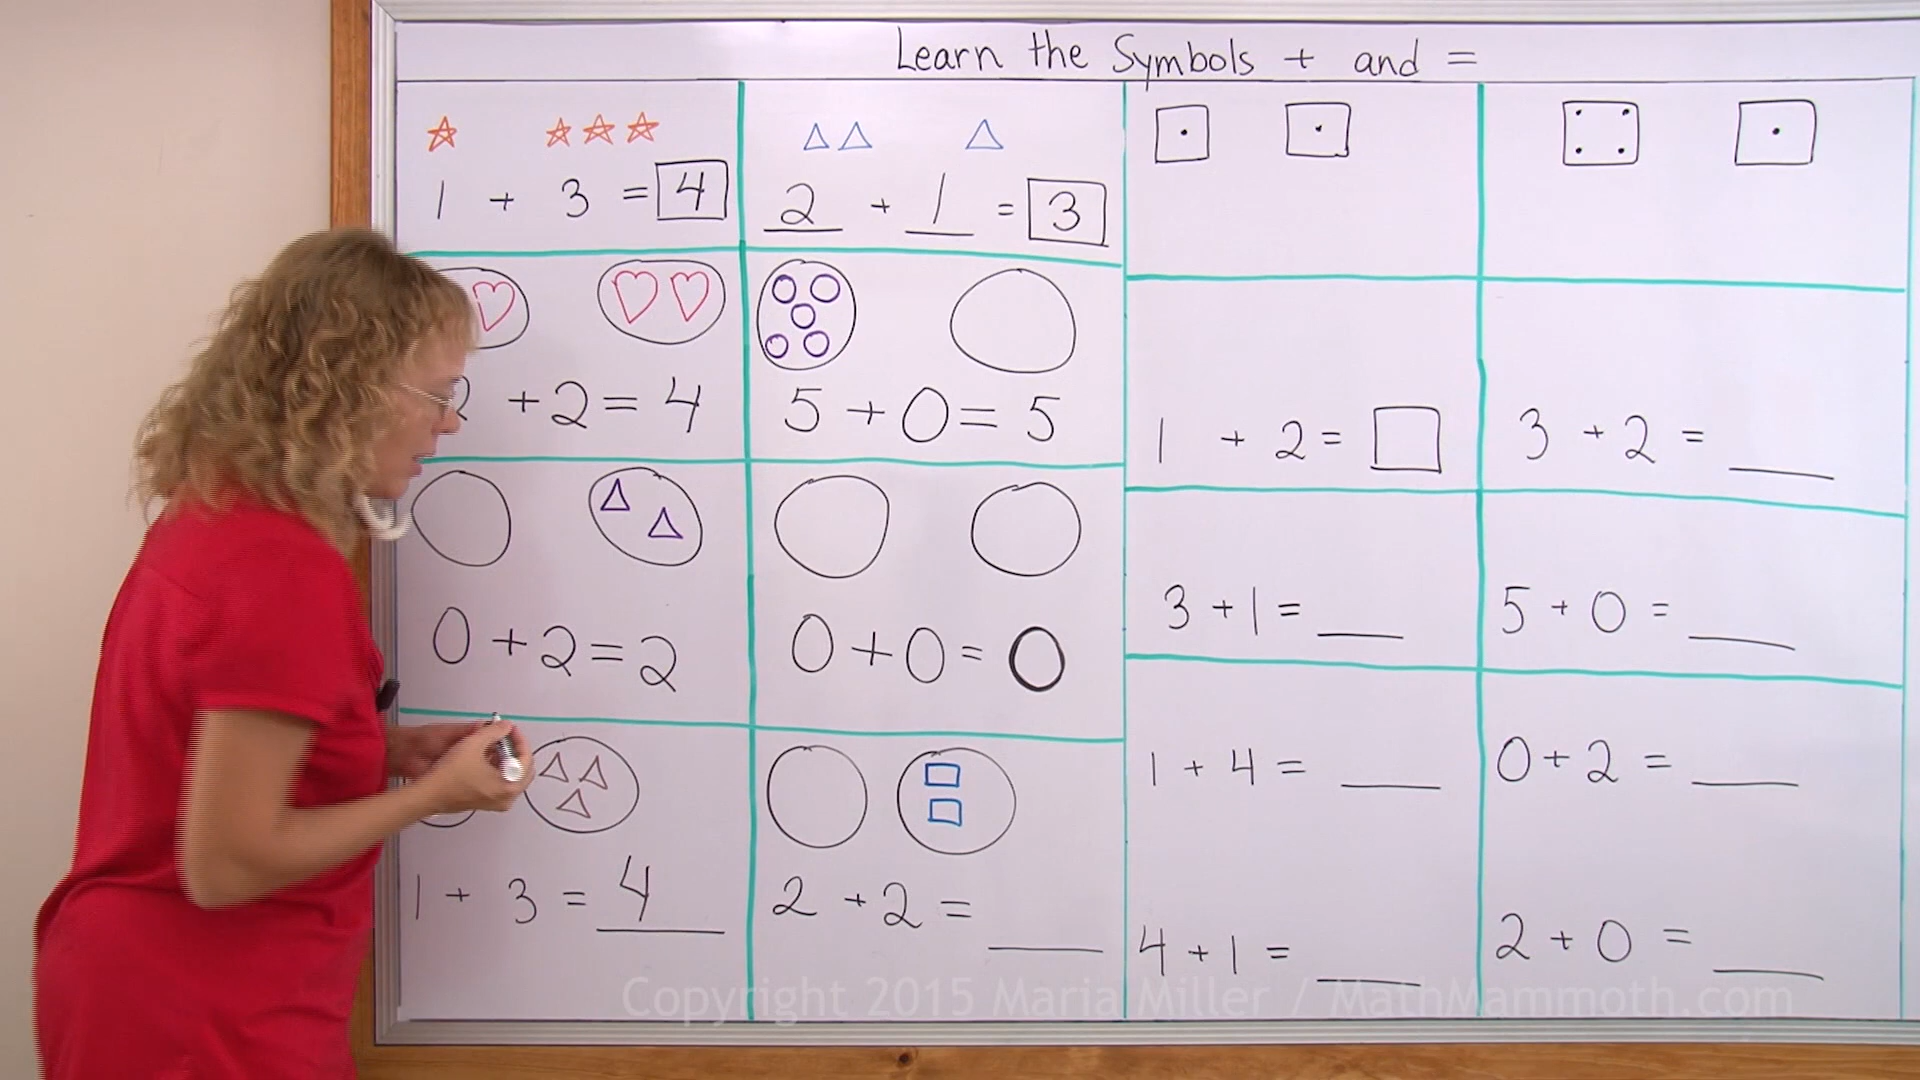 Learn the Symbols + and =
1 + 3 = 4
2 + 1 = 3
2 + 2 = 4
5 + 0 = 5
0 + 2 = 2
0 + 0 = 0
1 + 3 = 4
2 + 2 =
1 + 2 =
3 + 2 =
3 + 1 =
5 + 0 =
1 + 4 =
0 + 2 =
4 + 1 =
2 + 0 =
Copyright 2015 Maria Miller / MathMammoth.com